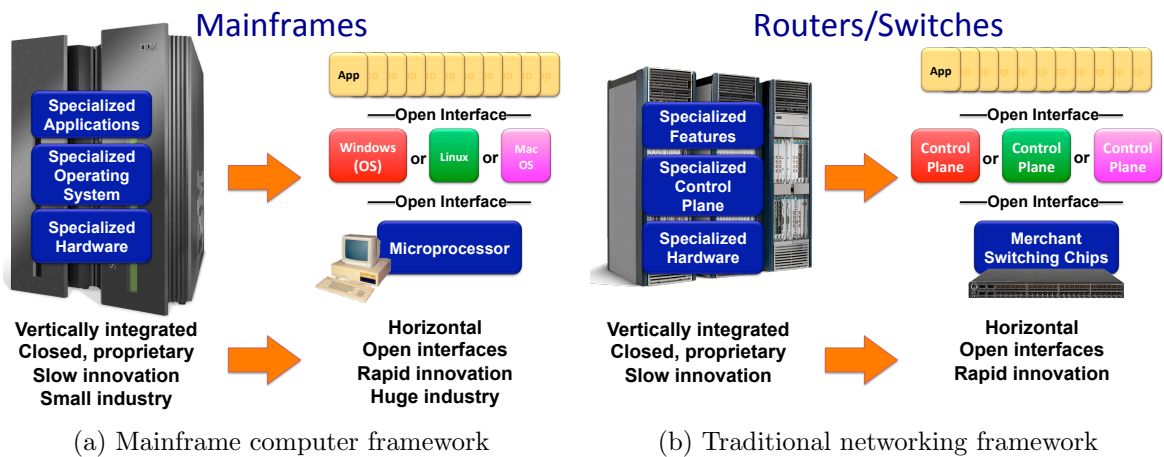 Mainframes
IBM
Specialized
Applications
Specialized
Operating
System
Specialized
Hardware
App
Open Interface
Windows
(OS)
or
Linux
or
Mac
OS
Open Interface
Microprocessor
Vertically integrated
Closed, proprietary
Slow innovation
Small industry
Horizontal
Open interfaces
Rapid innovation
Huge industry
(a) Mainframe computer framework
Routers/Switches
Specialized
Features
Specialized
Control
Plane
Specialized
Hardware
App
Open Interface
Control
Plane
or
Control
Plane
or
Control
Plane
Open Interface
Merchant
Switching Chips
Vertically integrated
Closed, proprietary
Slow innovation
Horizontal
Open interfaces
Rapid innovation
(b) Traditional networking framework